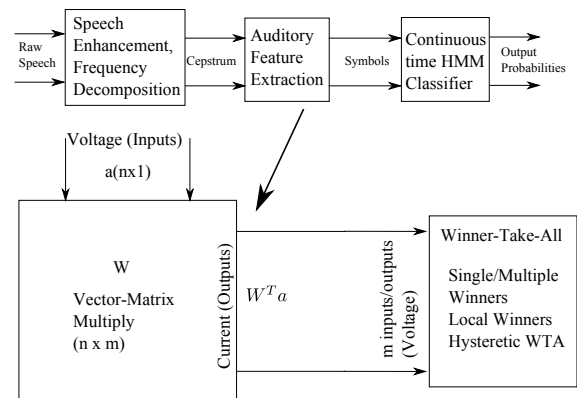 Raw
Speech
Speech
Enhancement,
Frequency
Decomposition
Cepstrum
Auditory
Feature
Extraction
Symbols
Continuous
time HMM
Classifier
Output
Probabilities
Voltage (Inputs)
a(nx1)
W
Vector-Matrix
Multiply
(n x m)
Current (Outputs)
W^T a
m inputs/outputs
(Voltage)
Winner-Take-All
Single/Multiple
Winners
Local Winners
Hysteretic WTA